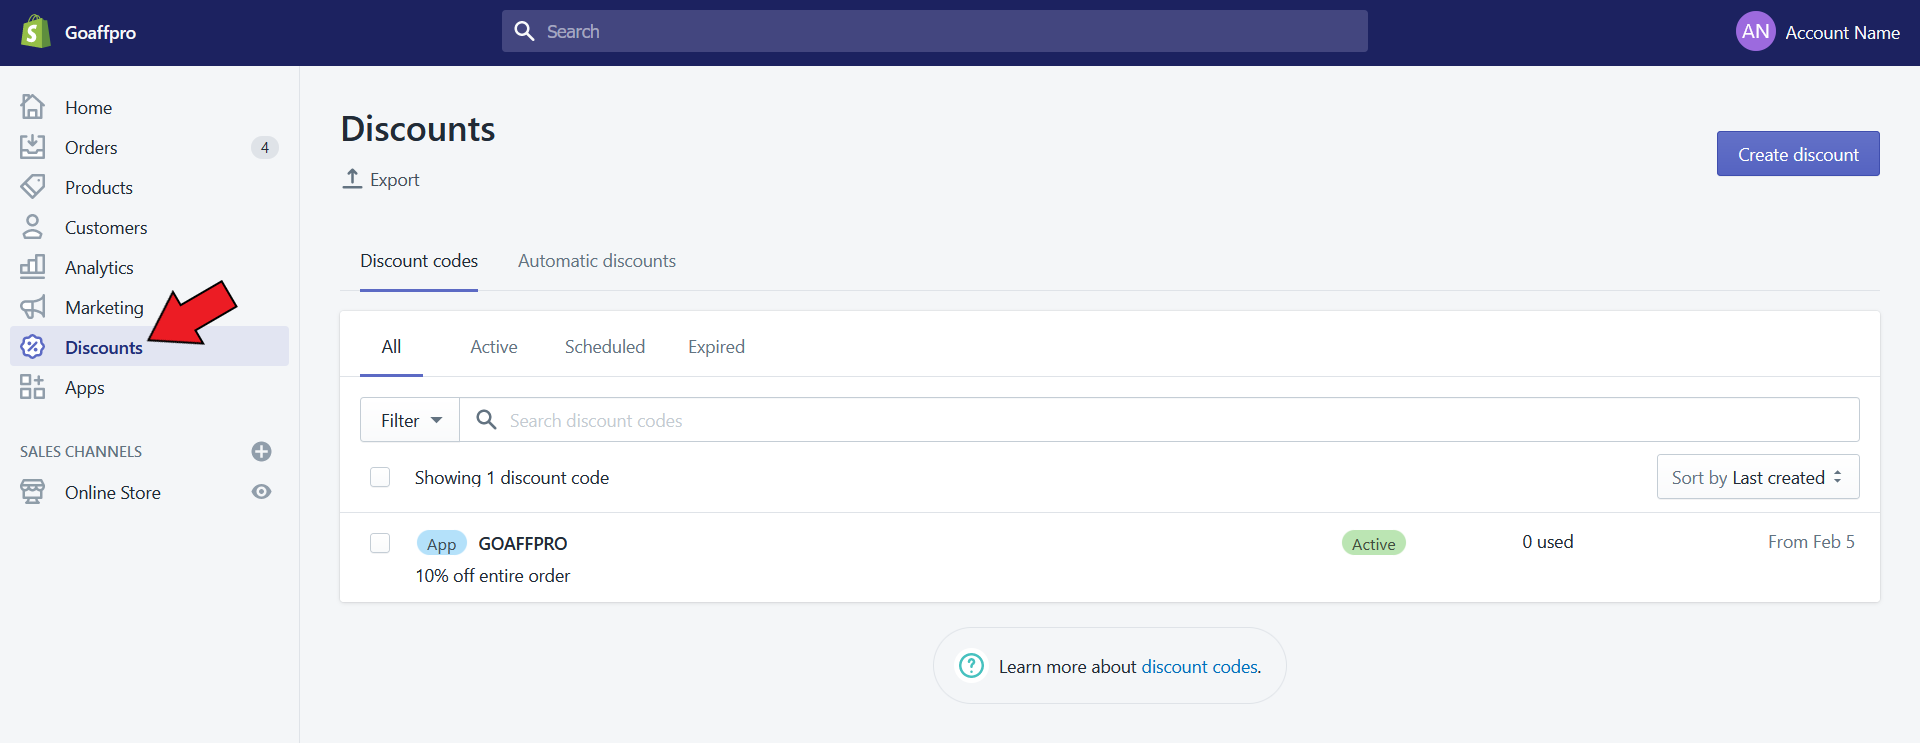 Goaffpro
Search
AN Account Name
Home
Orders 4
Products
Customers
Analytics
Marketing
Discounts
Apps
SALES CHANNELS
Online Store
Discounts
Export
Create discount
Discount codes Automatic discounts
All Active Scheduled Expired
Filter Search discount codes
Showing 1 discount code Sort by Last created
App GOAFFPRO Active 0 used From Feb 5
10% off entire order
Learn more about discount codes.